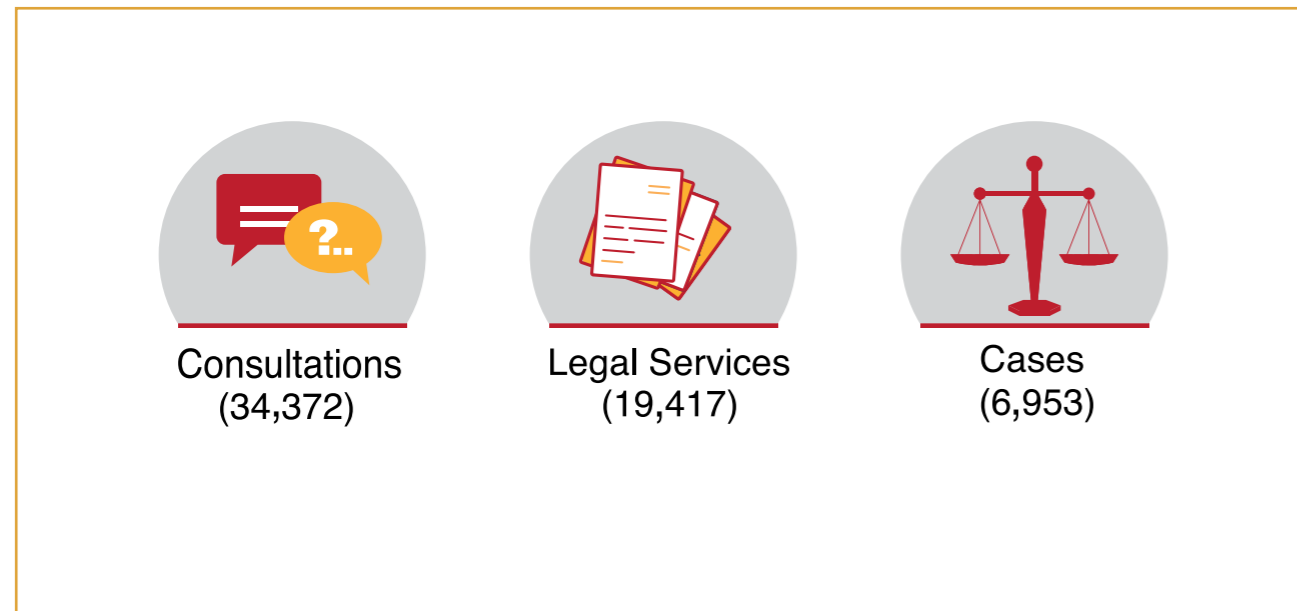 ?..
Consultations
(34,372)
Legal Services
(19,417)
Cases
(6,953)